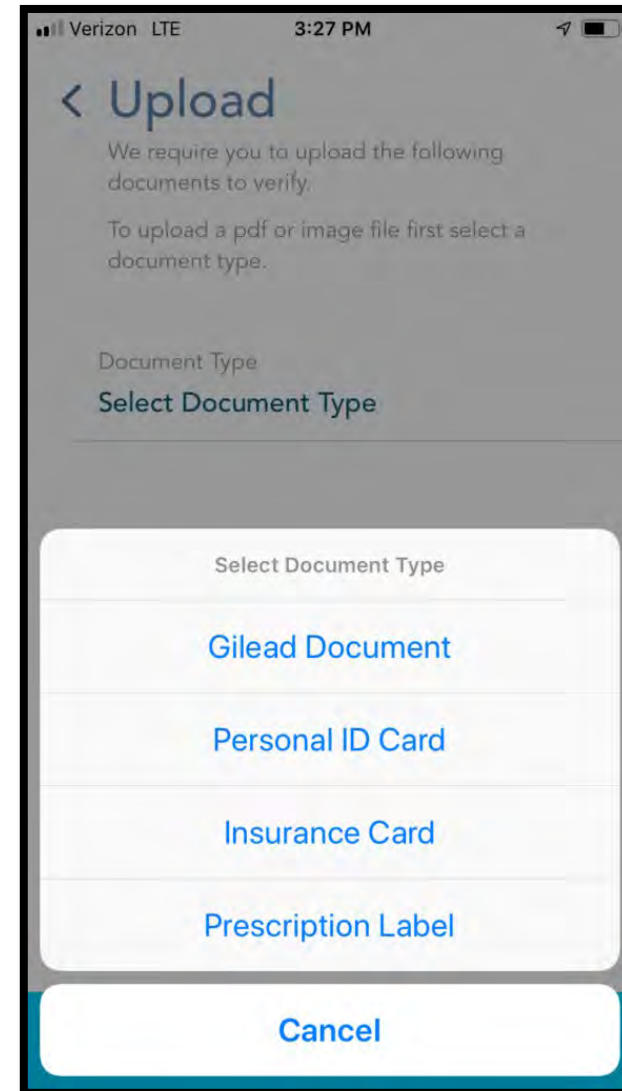 Verizon LTE 3:27 PM
Upload
We require you to upload the following
documents to verify.
To upload a pdf or image file first select a
document type.
Document Type
Select Document Type
Select Document Type
Gilead Document
Personal ID Card
Insurance Card
Prescription Label
Cancel